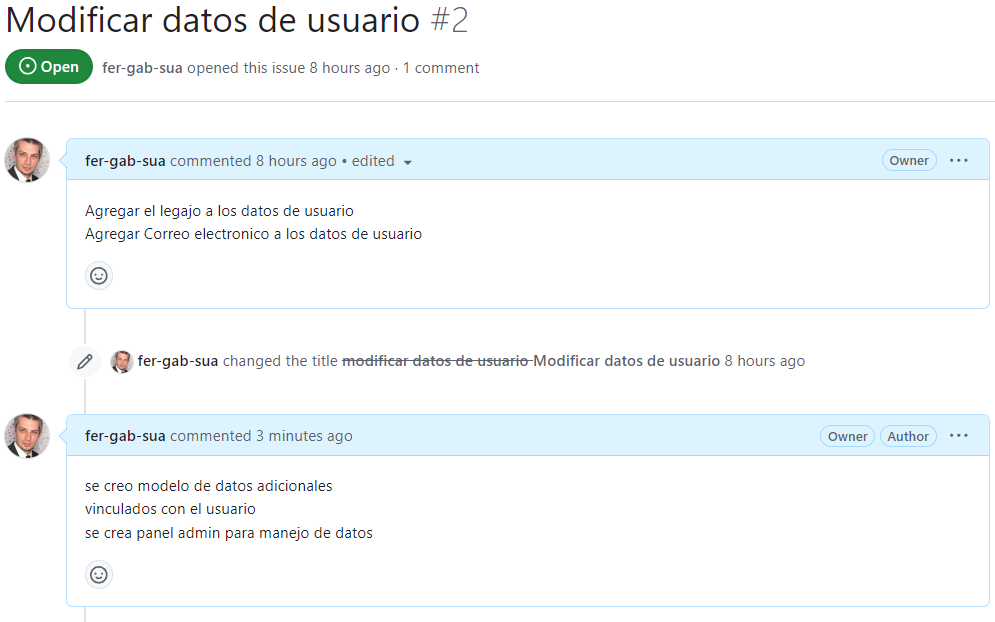 Modificar datos de usuario #2
Open fer-gab-sua opened this issue 8 hours ago · 1 comment
fer-gab-sua commented 8 hours ago • edited Owner
Agregar el legajo a los datos de usuario
Agregar Correo electronico a los datos de usuario
fer-gab-sua changed the title modificar datos de usuario Modificar datos de usuario 8 hours ago
fer-gab-sua commented 3 minutes ago Owner Author
se creo modelo de datos adicionales
vinculados con el usuario
se crea panel admin para manejo de datos